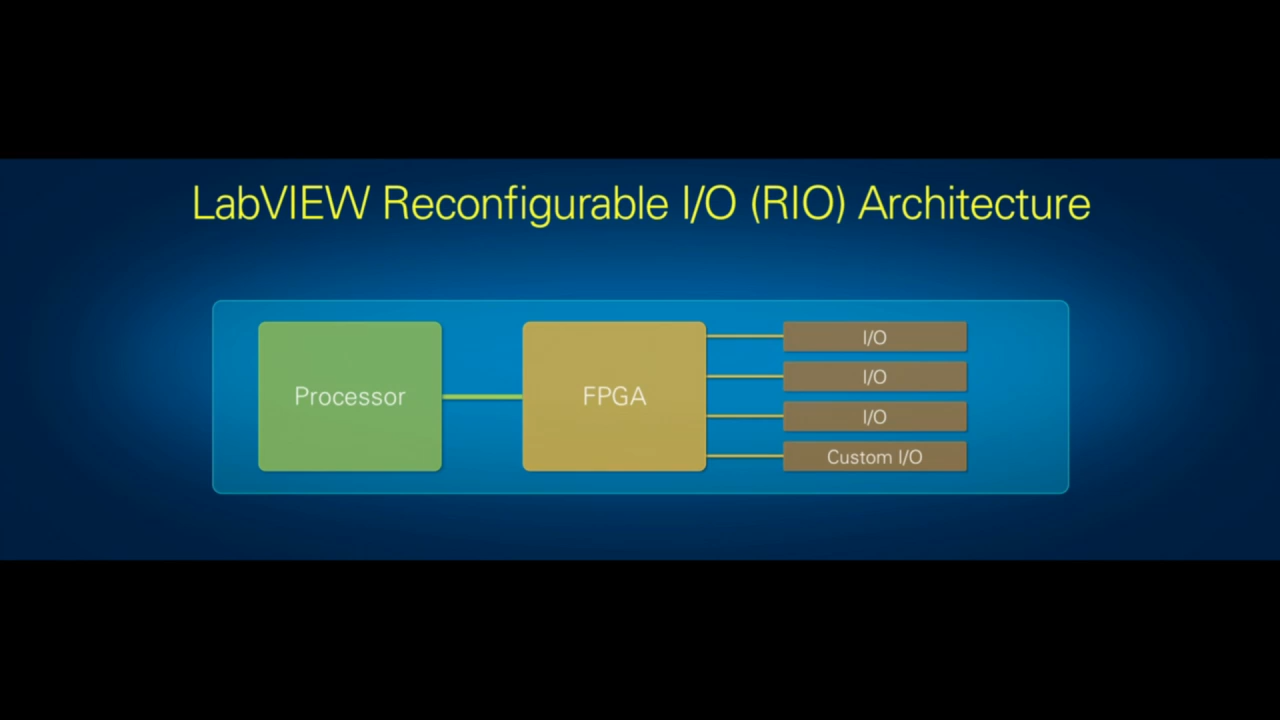 LabVIEW Reconfigurable I/O (RIO) Architecture
Processor
FPGA
I/O
I/O
I/O
Custom I/O